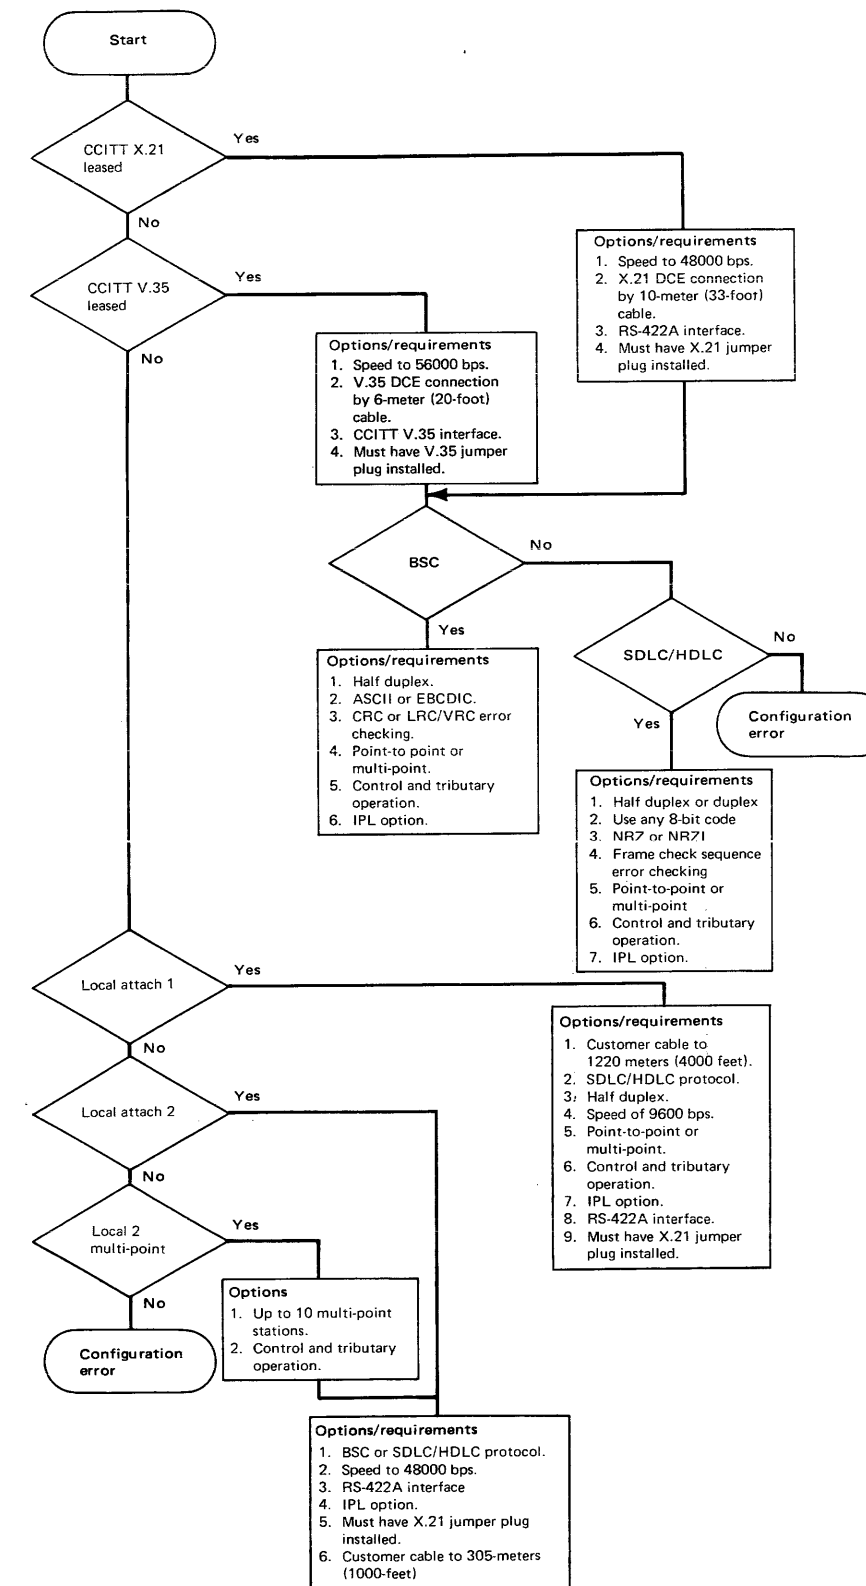 Start
CCITT X.21
leased
Yes
No
CCITT V.35
leased
Yes
No
Options/requirements
1. Speed to 48000 bps.
2. X.21 DCE connection
by 10-meter (33-foot)
cable.
3. RS-422A interface.
4. Must have X.21 jumper
plug installed.
Options/requirements
1. Speed to 56000 bps.
2. V.35 DCE connection
by 6-meter (20-foot)
cable.
3. CCITT V.35 interface.
4. Must have V.35 jumper
plug installed.
BSC
No
Yes
SDLC/HDLC
No
Yes
Configuration
error
Options/requirements
1. Half duplex.
2. ASCII or EBCDIC.
3. CRC or LRC/VRC error
checking.
4. Point-to point or
multi-point.
5. Control and tributary
operation.
6. IPL option.
Options/requirements
1. Half duplex or duplex
2. Use any 8-bit code
3. NRZ or NRZI
4. Frame check sequence
error checking
5. Point-to-point or
multi-point
6. Control and tributary
operation.
7. IPL option.
Local attach 1
Yes
No
Options/requirements
1. Customer cable to
1220 meters (4000 feet).
2. SDLC/HDLC protocol.
3. Half duplex.
4. Speed of 9600 bps.
5. Point-to-point or
multi-point.
6. Control and tributary
operation.
7. IPL option.
8. RS-422A interface.
9. Must have X.21 jumper
plug installed.
Local attach 2
Yes
No
Local 2
multi-point
Yes
No
Configuration
error
Options
1. Up to 10 multi-point
stations.
2. Control and tributary
operation.
Options/requirements
1. BSC or SDLC/HDLC protocol.
2. Speed to 48000 bps.
3. RS-422A interface
4. IPL option.
5. Must have X.21 jumper plug
installed.
6. Customer cable to 305-meters
(1000-feet)